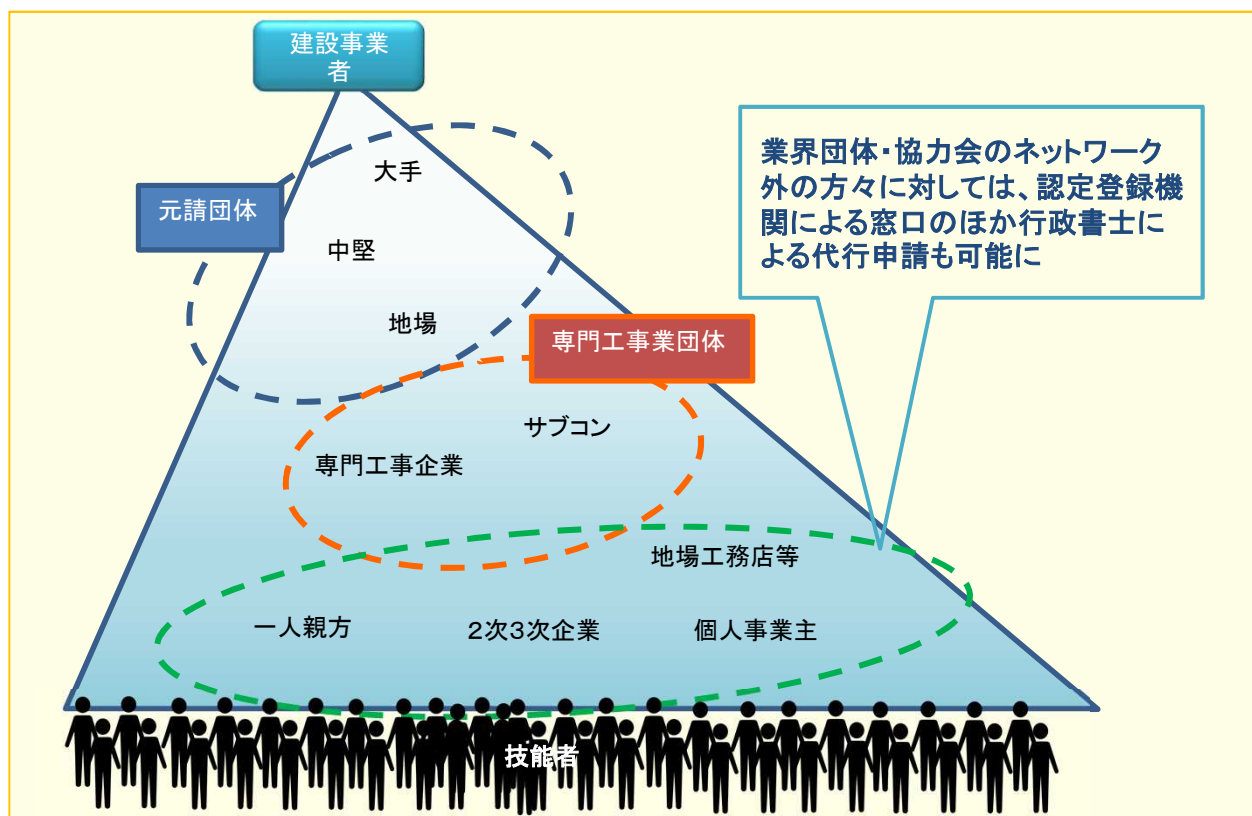 建設事業
者
大手
元請団体
中堅
地場
業界団体・協力会のネットワーク
外の方々に対しては、認定登録機
関による窓口のほか行政書士に
よる代行申請も可能に
専門工事業団体
サブコン
専門工事企業
地場工務店等
一人親方
２次３次企業
個人事業主
技能者